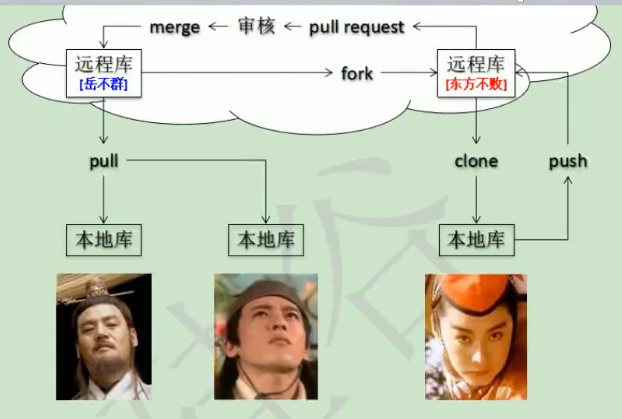 merge 审核 pull request
远程库
[岳不群]
fork
远程库
[东方不败]
pull
clone
push
本地库
本地库
本地库